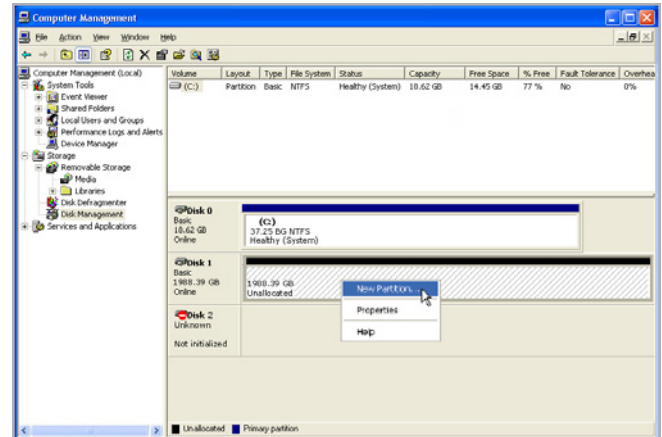 Computer Management
File Action View Window Help
Computer Management (Local)
System Tools
Event Viewer
Shared Folders
Local Users and Groups
Performance Logs and Alerts
Device Manager
Storage
Removable Storage
Media
Libraries
Disk Defragmenter
Disk Management
Services and Applications
Volume Layout Type File System Status Capacity Free Space % Free Fault Tolerance Overhea
(C:) Partition Basic NTFS Healthy (System) 18.62 GB 14.45 GB 77 % No 0%
Disk 0
Basic
18.62 GB
Online
(C:)
37.25 BG NTFS
Healthy (System)
Disk 1
Basic
1988.39 GB
Online
1988.39 GB
Unallocated
New Partition...
Properties
Help
Disk 2
Unknown
Not initialized
Unallocated Primary partition